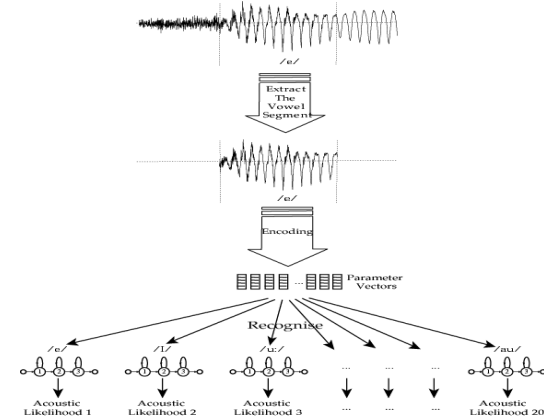 /ɐ/
Extract
The
Vowel
Segment
/ɐ/
Encoding
... Parameter
Vectors
Recognise
/ɐ/ /I/ /u:/ /au/
1 2 3 1 2 3 1 2 3 ... ... ... 1 2 3
Acoustic Acoustic Acoustic ... ... ... Acoustic
Likelihood 1 Likelihood 2 Likelihood 3 ... ... ... Likelihood 20